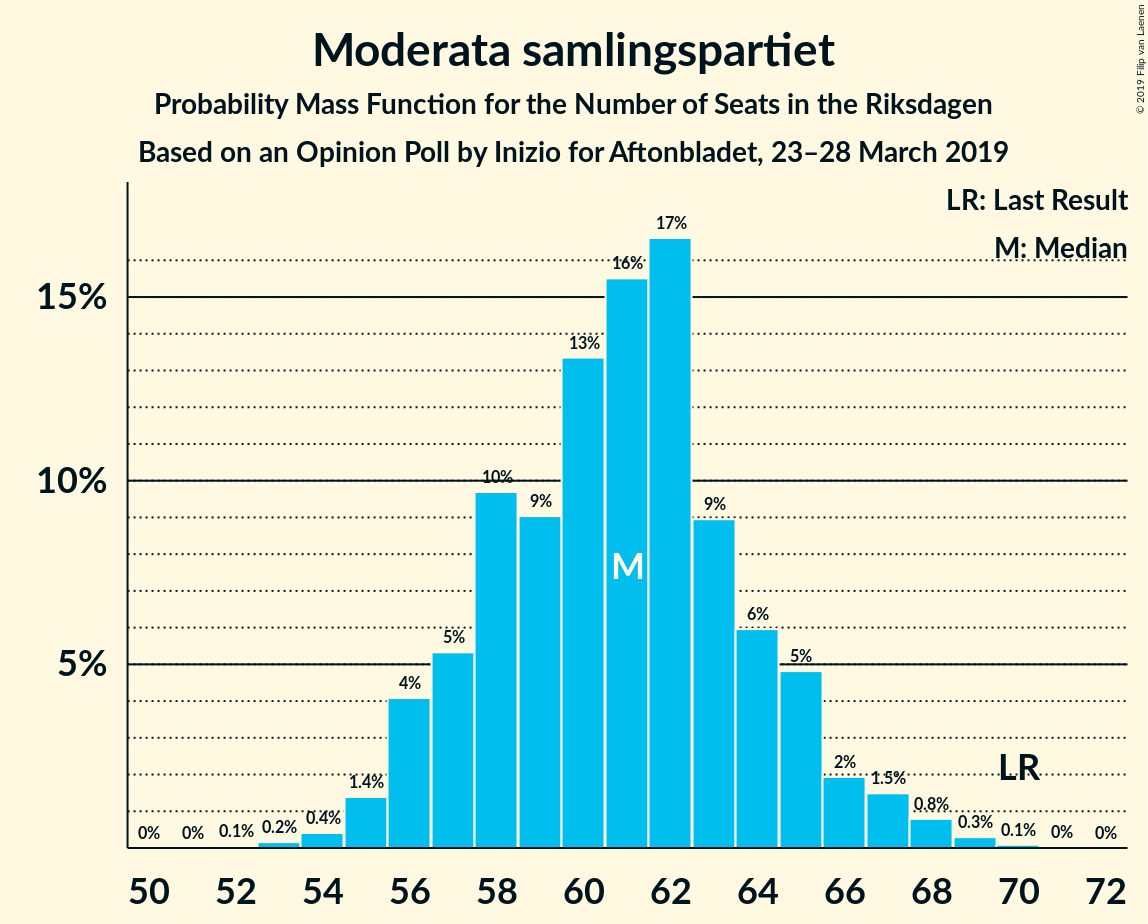 Moderata samlingspartiet
Probability Mass Function for the Number of Seats in the Riksdagen
Based on an Opinion Poll by Inizio for Aftonbladet, 23–28 March 2019
© 2019 Filip van Laenen
LR: Last Result
M: Median
17%
16%
15%
13%
10%
10%
9%
9%
M
6%
5%
5%
5%
4%
2%
LR
1.4%
1.5%
0.8%
0.4%
0.3%
0.2%
0.1%
0.1%
0%
0%
0%
0%
50 52 54 56 58 60 62 64 66 68 70 72